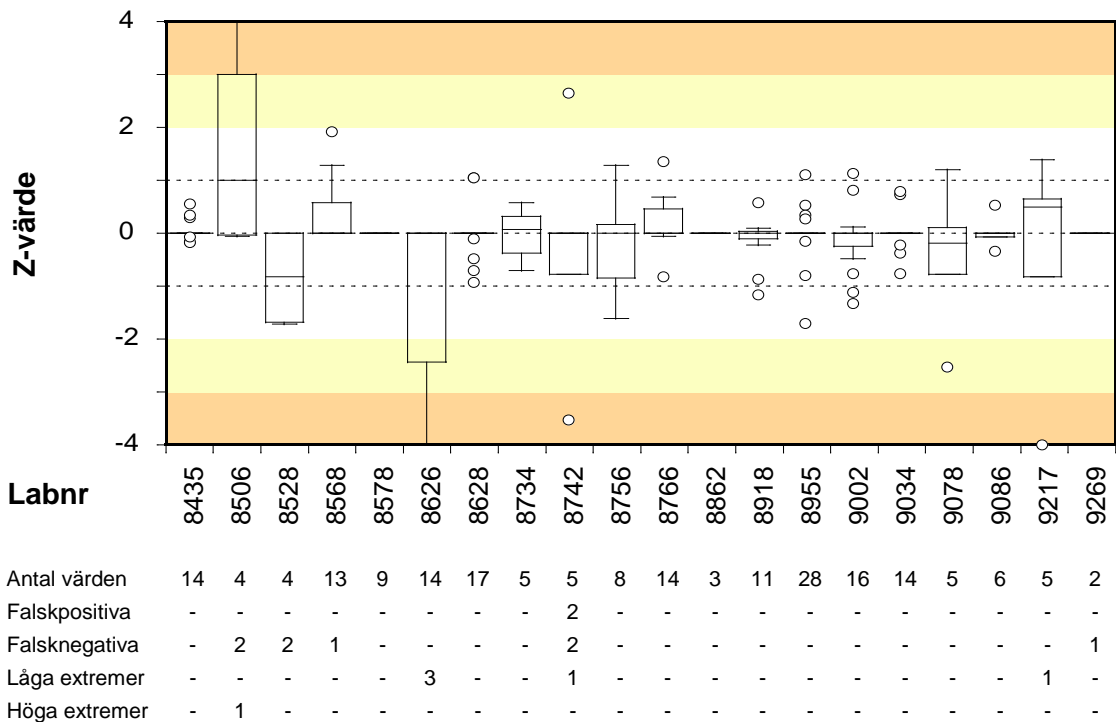 4
2
0
-2
-4
Z-värde
Labnr 8435 8506 8528 8568 8578 8626 8628 8734 8742 8756 8766 8862 8918 8955 9002 9034 9078 9086 9217 9269
Antal värden 14 4 4 13 9 14 17 5 5 8 14 3 11 28 16 14 5 6 5 2
Falskpositiva - - - - - - - - 2 - - - - - - - - - - -
Falsknegativa - 2 2 1 - - - - 2 - - - - - - - - - - 1
Låga extremer - - - - - 3 - - 1 - - - - - - - - - 1 -
Höga extremer - 1 - - - - - - - - - - - - - - - - - -